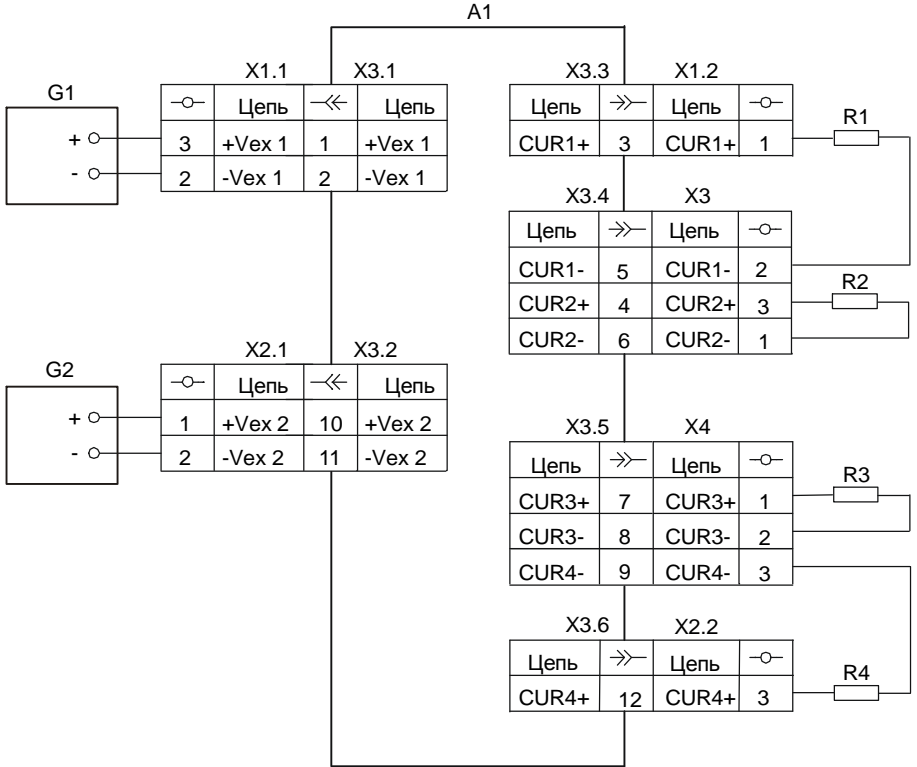 A1
G1
+
-
X1.1 X3.1
Цепь Цепь
3 +Vex 1 1 +Vex 1
2 -Vex 1 2 -Vex 1
G2
+
-
X2.1 X3.2
Цепь Цепь
1 +Vex 2 10 +Vex 2
2 -Vex 2 11 -Vex 2
X3.3 X1.2
Цепь Цепь
CUR1+ 3 CUR1+ 1
R1
X3.4 X3
Цепь Цепь
CUR1- 5 CUR1- 2
CUR2+ 4 CUR2+ 3
CUR2- 6 CUR2- 1
R2
X3.5 X4
Цепь Цепь
CUR3+ 7 CUR3+ 1
CUR3- 8 CUR3- 2
CUR4- 9 CUR4- 3
R3
X3.6 X2.2
Цепь Цепь
CUR4+ 12 CUR4+ 3
R4